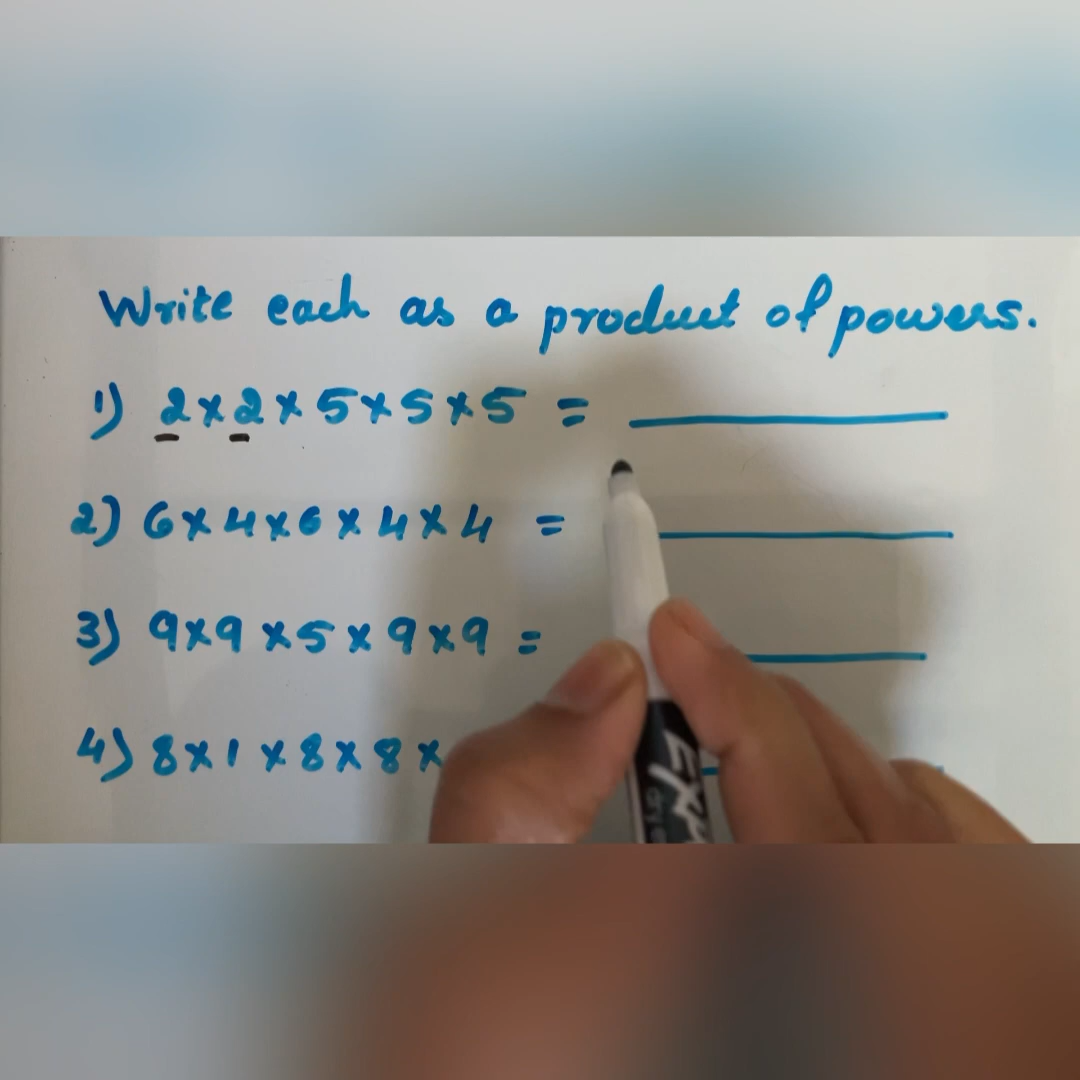 Write each as a product of powers.
1) 2 x 2 x 5 x 5 x 5 =
2) 6 x 4 x 6 x 4 x 4 =
3) 9 x 9 x 5 x 9 x 9 =
4) 8 x 1 x 8 x 8 x